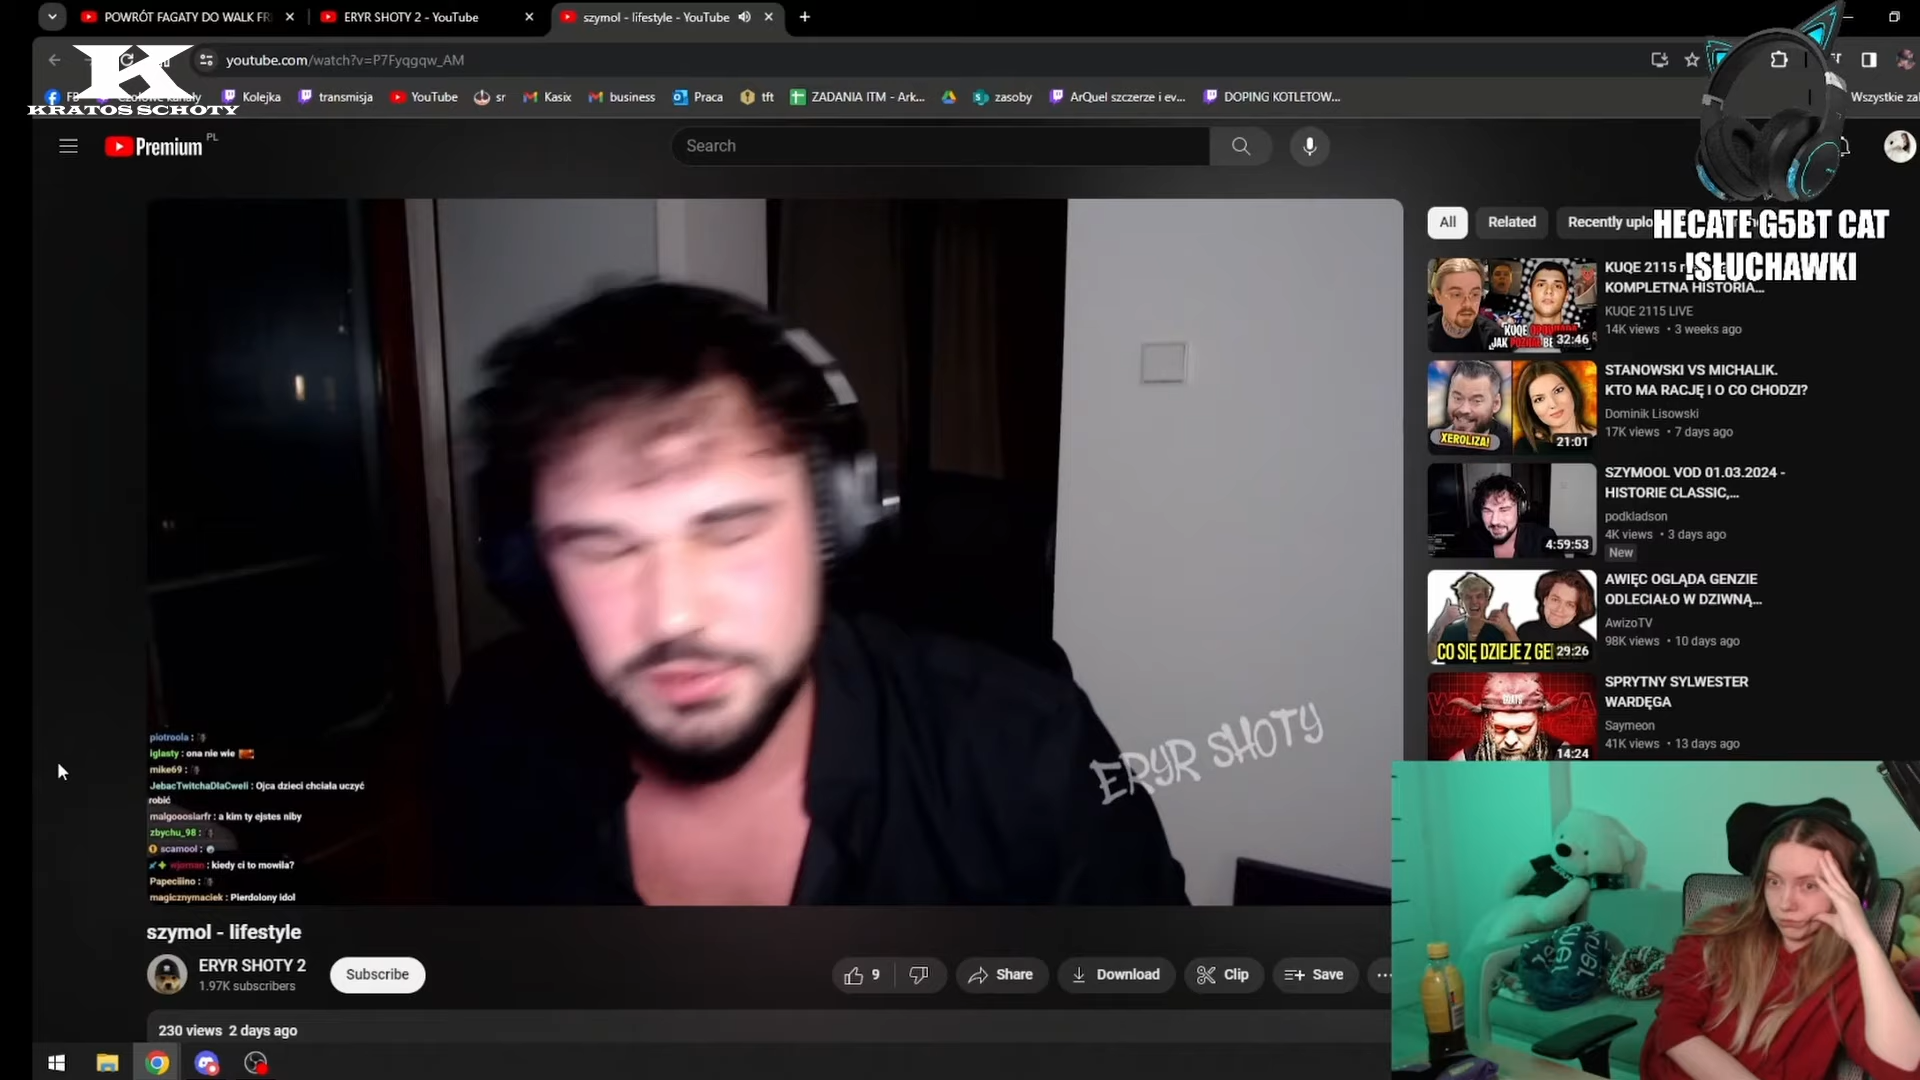 POWRÓT FAGATY DO WALK FR
ERYR SHOTY 2 - YouTube
szymol - lifestyle - YouTube
youtube.com/watch?v=P7Fyqgqw_AM
K
KRATOS SCHOTY
Kolejka
transmisja
YouTube
sr
Kasix
business
Praca
tft
ZADANIA ITM - Ark...
zasoby
ArQuel szczerze i ev...
DOPING KOTLETOW...
Wszystkie zak
Premium PL
Search
HECATE G5BT CAT
!SŁUCHAWKI
All
Related
Recently uplo
KUQE 2115
KOMPLETNA HISTORIA...
KUQE 2115 LIVE
14K views • 3 weeks ago
32:46
STANOWSKI VS MICHALIK.
KTO MA RACJĘ I O CO CHODZI?
Dominik Lisowski
17K views • 7 days ago
XEROLIZA!
21:01
SZYMOOL VOD 01.03.2024 -
HISTORIE CLASSIC,...
podkladson
4K views • 3 days ago
New
4:59:53
AWIĘC OGLĄDA GENZIE
ODLECIAŁO W DZIWNĄ...
AwizoTV
98K views • 10 days ago
CO SIĘ DZIEJE Z GE
29:26
SPRYTNY SYLWESTER
WARDĘGA
Saymeon
41K views • 13 days ago
14:24
piotroola :
iglasty : ona nie wie
mike69 :
JebacTwitchaDlaCweli : Ojca dzieci chciała uczyć
robić
malgooosiarfr : a kim ty ejstes niby
zbychu_98 :
scamool :
wjorman : kiedy ci to mowila?
Papeciiino :
magicznymaciek : Pierdolony idol
ERYR SHOTY
szymol - lifestyle
ERYR SHOTY 2
1.97K subscribers
Subscribe
9
Share
Download
Clip
Save
230 views 2 days ago